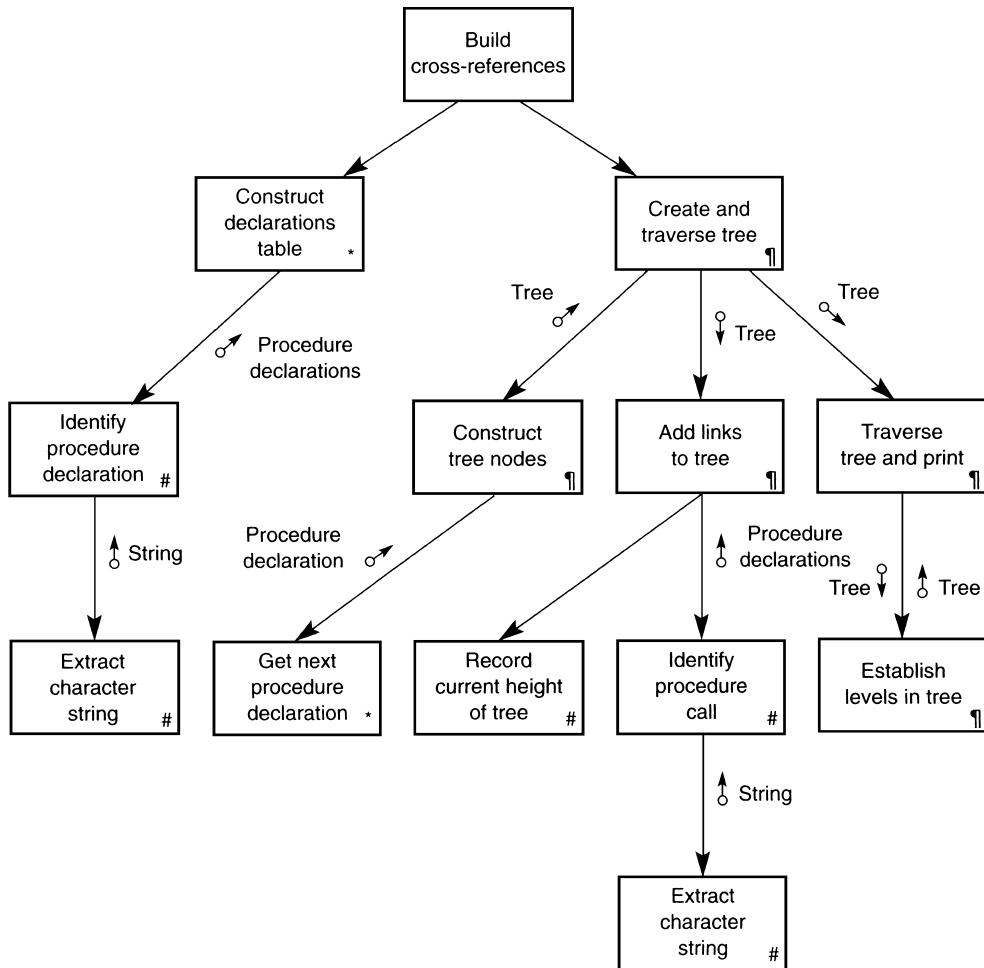 Build
cross-references
Construct
declarations
table
*
Create and
traverse tree
¶
Tree
Tree
Tree
Procedure
declarations
Identify
procedure
declaration
#
Construct
tree nodes
¶
Add links
to tree
¶
Traverse
tree and print
¶
String
Procedure
declaration
Procedure
declarations
Tree
Tree
Extract
character
string
#
Get next
procedure
declaration
*
Record
current height
of tree
#
Identify
procedure
call
#
Establish
levels in tree
¶
String
Extract
character
string
#